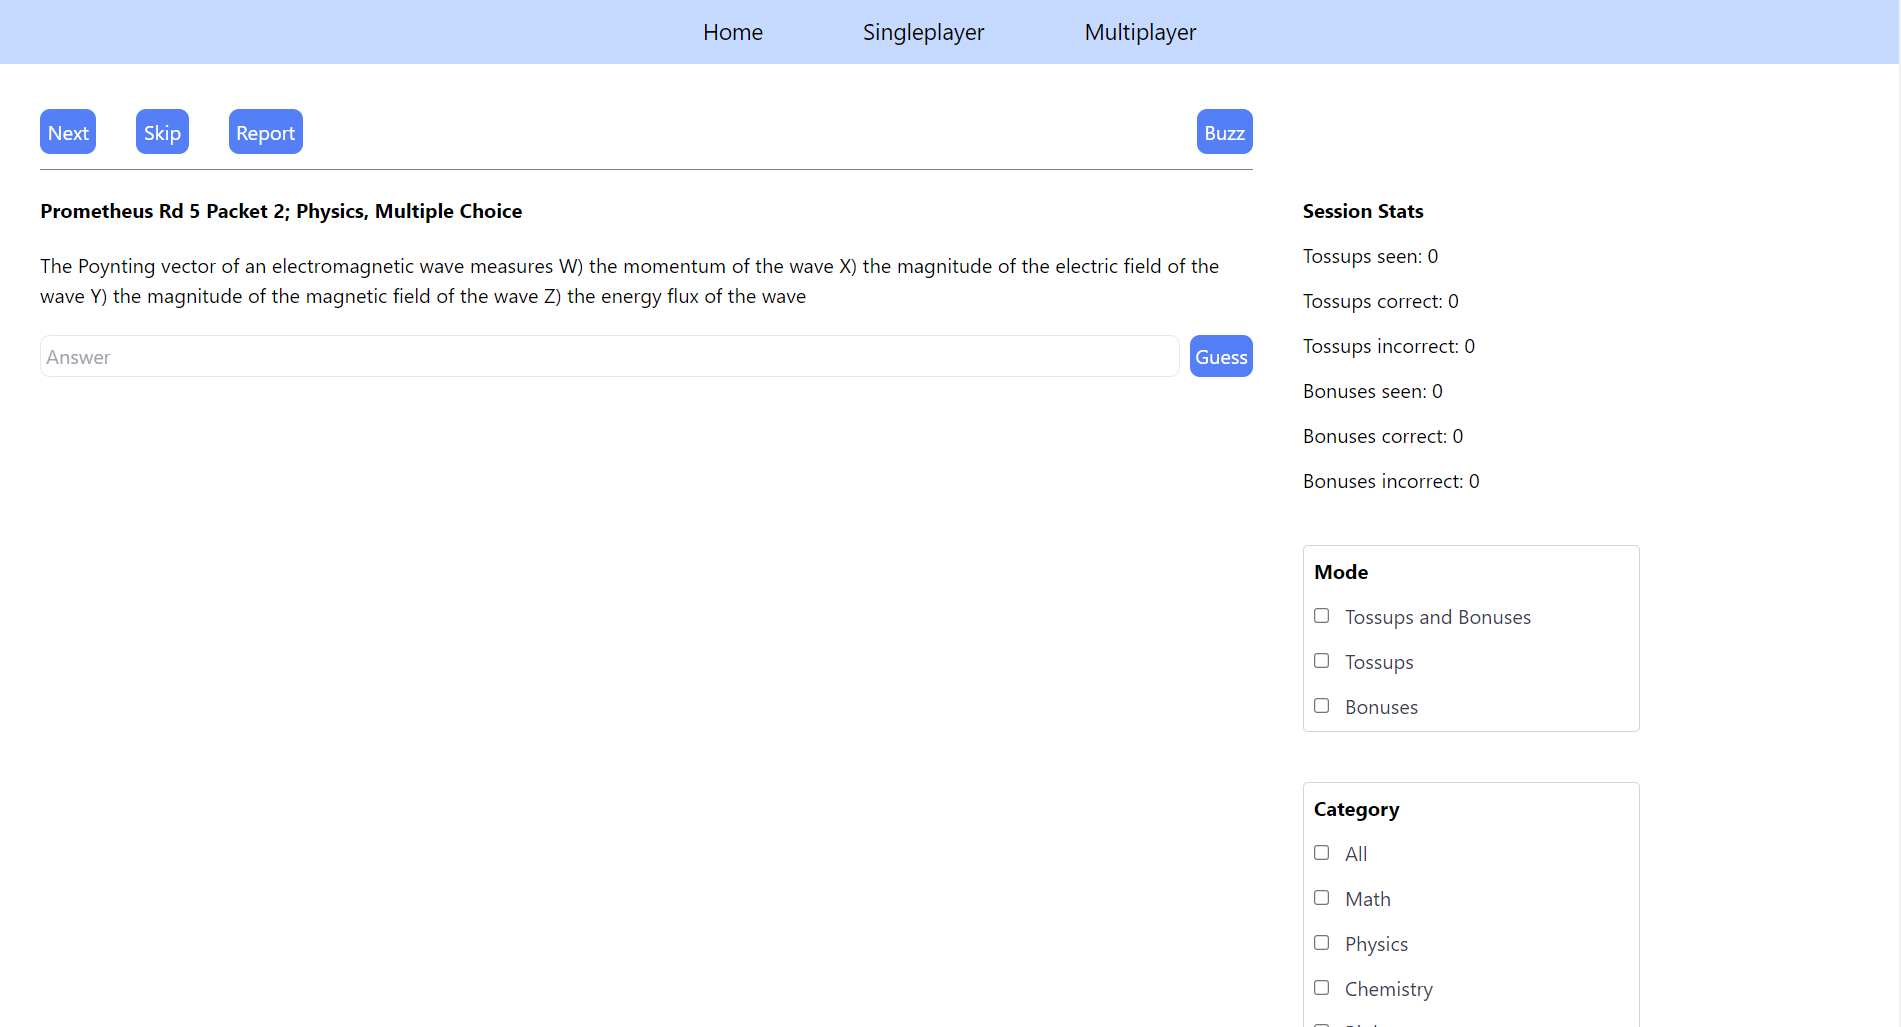 Home Singleplayer Multiplayer
Next Skip Report Buzz
Prometheus Rd 5 Packet 2; Physics, Multiple Choice
The Poynting vector of an electromagnetic wave measures W) the momentum of the wave X) the magnitude of the electric field of the
wave Y) the magnitude of the magnetic field of the wave Z) the energy flux of the wave
Answer Guess
Session Stats
Tossups seen: 0
Tossups correct: 0
Tossups incorrect: 0
Bonuses seen: 0
Bonuses correct: 0
Bonuses incorrect: 0
Mode
Tossups and Bonuses
Tossups
Bonuses
Category
All
Math
Physics
Chemistry